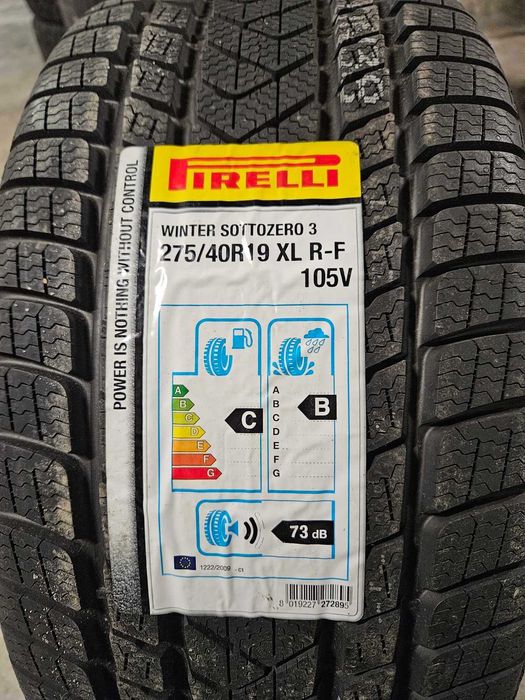 PIRELLI
POWER IS NOTHING WITHOUT CONTROL
WINTER SOTTOZERO 3
275/40R19 XL R-F
105V
A
B
C
D
E
F
G
C
A
B
C
D
E
F
G
B
73 dB
1222/2009 - C1
8 019227 272895